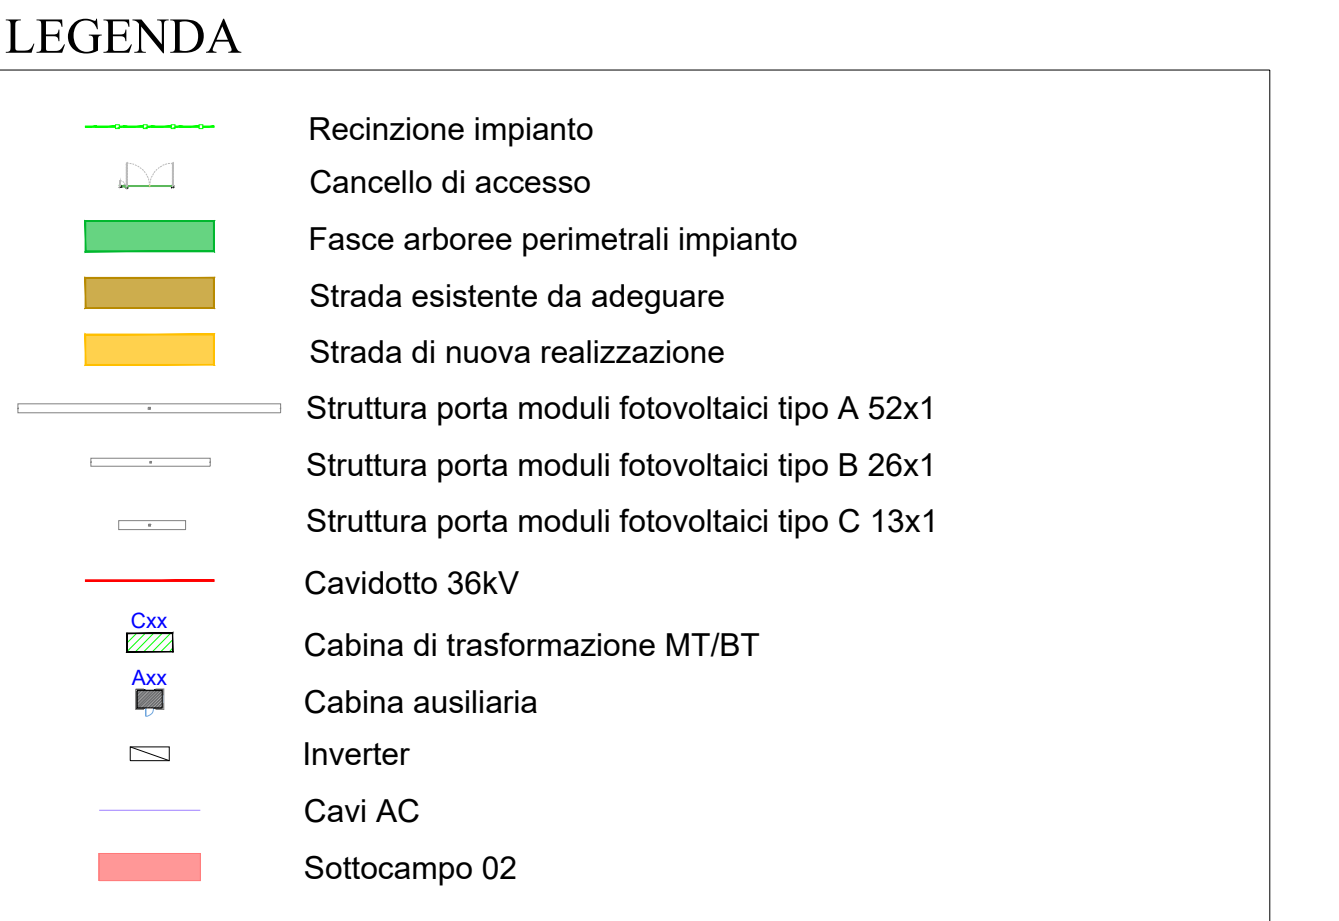 LEGENDA
Recinzione impianto
Cancello di accesso
Fasce arboree perimetrali impianto
Strada esistente da adeguare
Strada di nuova realizzazione
Struttura porta moduli fotovoltaici tipo A 52x1
Struttura porta moduli fotovoltaici tipo B 26x1
Struttura porta moduli fotovoltaici tipo C 13x1
Cavidotto 36kV
Cxx
Cabina di trasformazione MT/BT
Axx
Cabina ausiliaria
Inverter
Cavi AC
Sottocampo 02